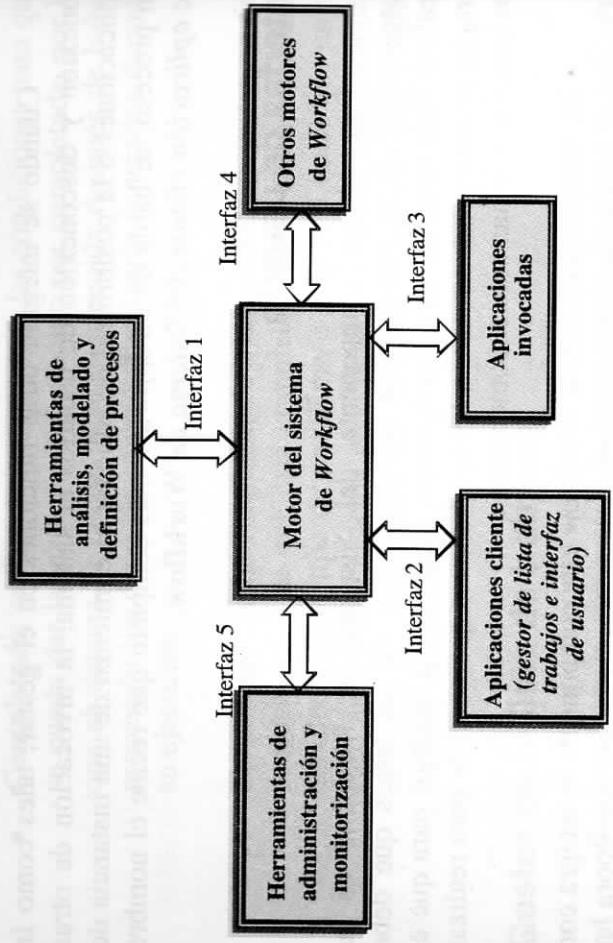 Herramientas de
análisis, modelado y
definición de procesos
Interfaz 1
Interfaz 5
Interfaz 4
Herramientas de
administración y
monitorización
Motor del sistema
de Workflow
Otros motores
de Workflow
Interfaz 2
Interfaz 3
Aplicaciones cliente
(gestor de lista de
trabajos e interfaz
de usuario)
Aplicaciones
invocadas